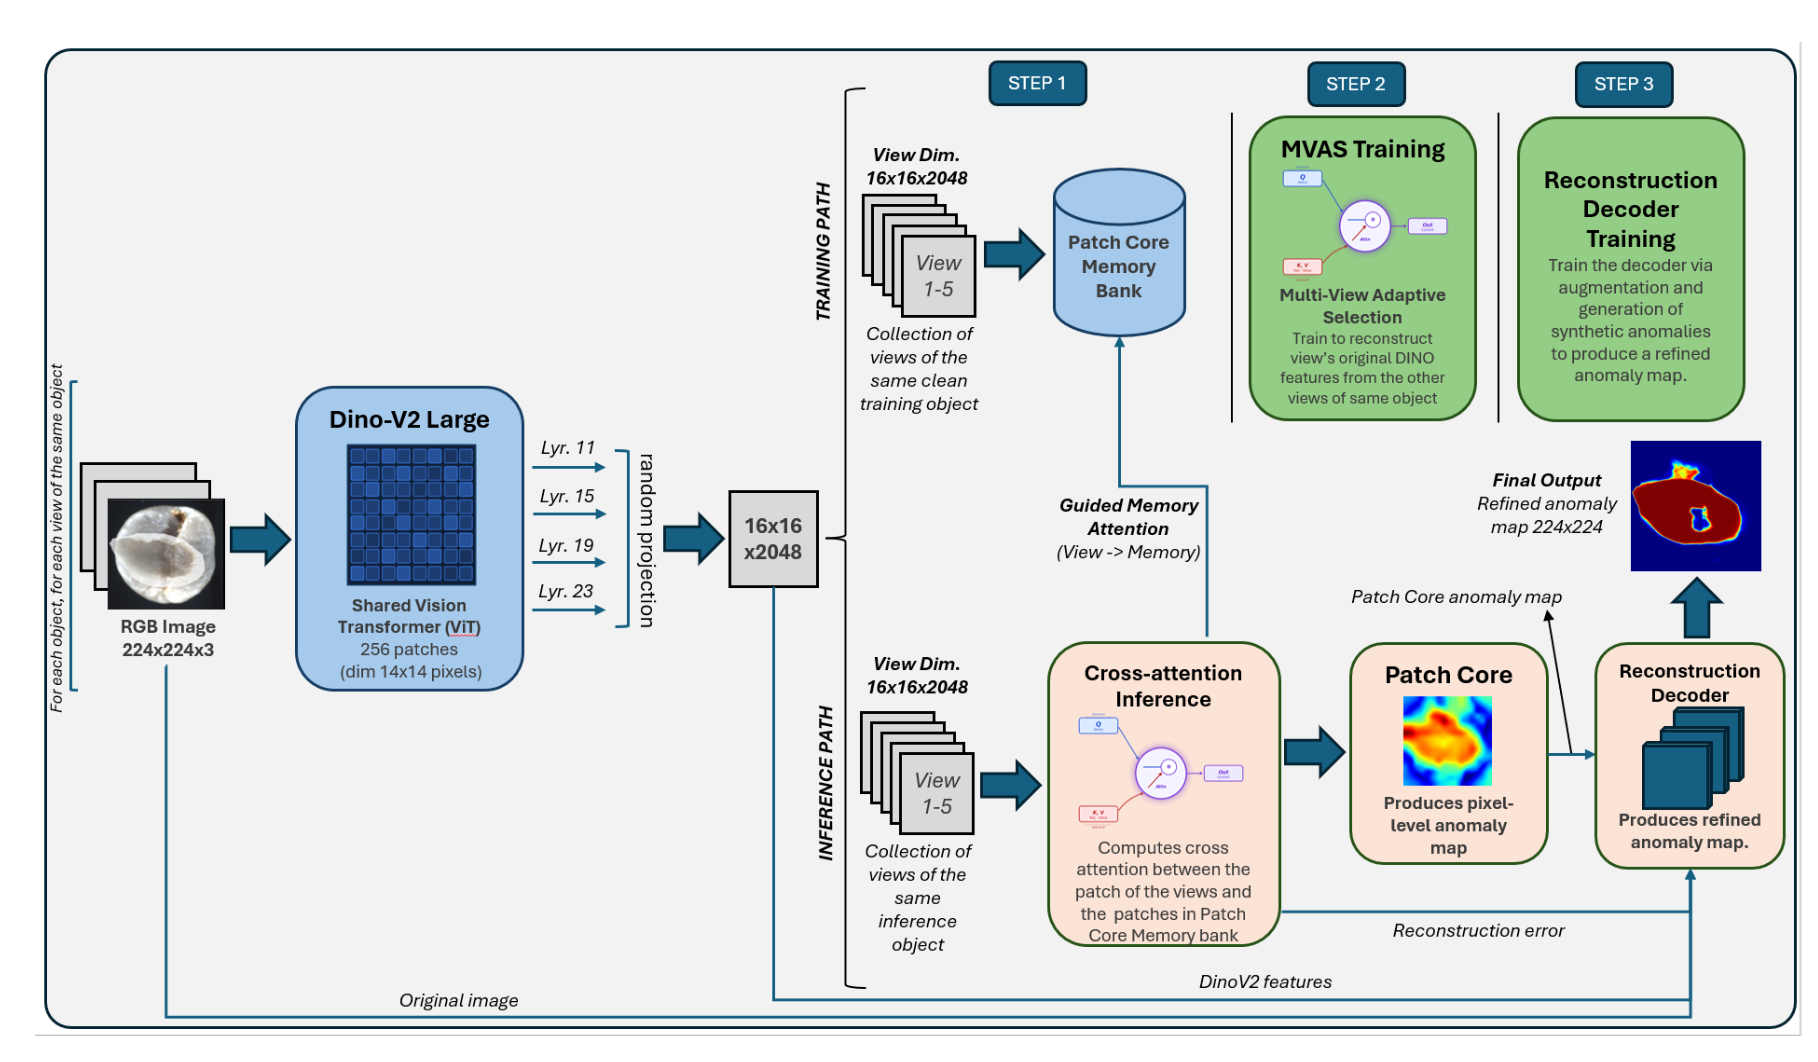 STEP 1
STEP 2
STEP 3
For each object, for each view of the same object
RGB Image
224x224x3
Dino-V2 Large
Shared Vision
Transformer (ViT)
256 patches
(dim 14x14 pixels)
Lyr. 11
Lyr. 15
Lyr. 19
Lyr. 23
random projection
16x16
x2048
TRAINING PATH
View Dim.
16x16x2048
View
1-5
Collection of
views of the
same clean
training object
Patch Core
Memory
Bank
MVAS Training
Q
K, V
Attn
Out
Multi-View Adaptive
Selection
Train to reconstruct
view's original DINO
features from the other
views of same object
Reconstruction
Decoder
Training
Train the decoder via
augmentation and
generation of
synthetic anomalies
to produce a refined
anomaly map.
Guided Memory
Attention
(View -> Memory)
Final Output
Refined anomaly
map 224x224
INFERENCE PATH
View Dim.
16x16x2048
View
1-5
Collection of
views of the
same
inference
object
Cross-attention
Inference
Q
K, V
Attn
Out
Computes cross
attention between the
patch of the views and
the patches in Patch
Core Memory bank
Patch Core anomaly map
Patch Core
Produces pixel-
level anomaly
map
Reconstruction
Decoder
Produces refined
anomaly map.
Reconstruction error
DinoV2 features
Original image